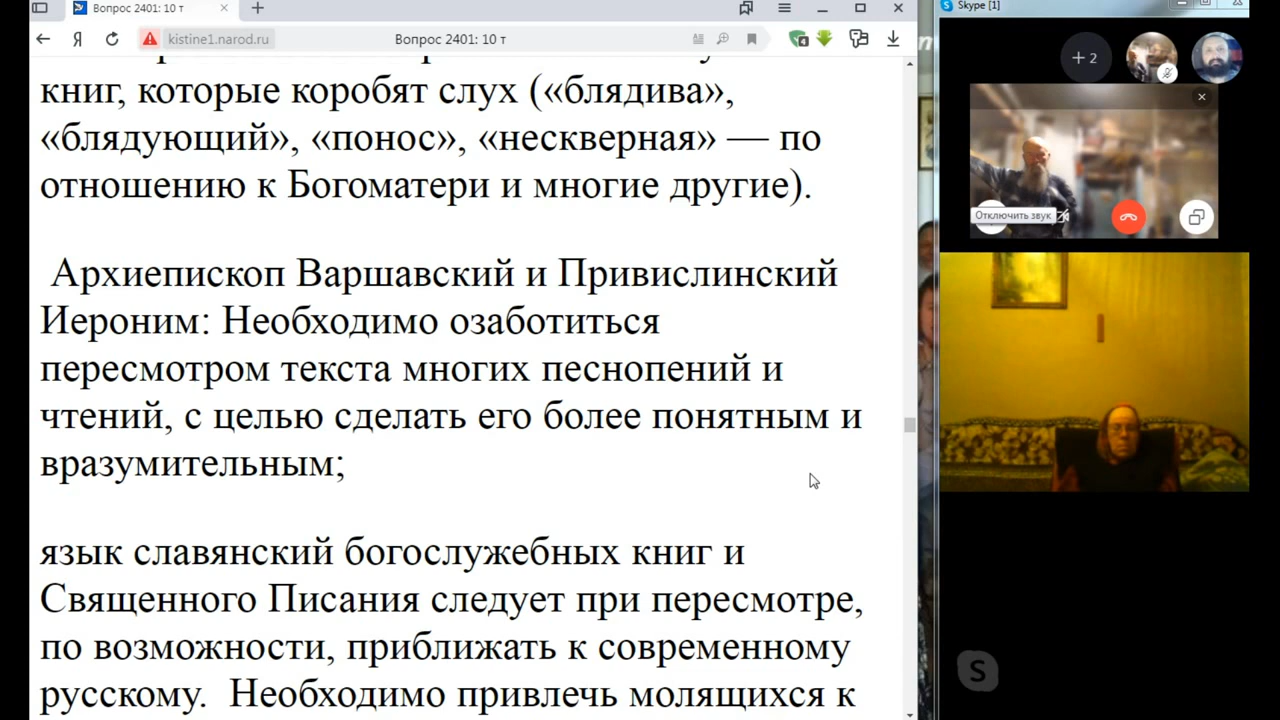 Вопрос 2401: 10 т
Skype [1]
kistine1.narod.ru
Вопрос 2401: 10 т
4
+ 2
книг, которые коробят слух («блядива»,
«блядующий», «понос», «нескверная» — по
отношению к Богоматери и многие другие).
Архиепископ Варшавский и Привислинский
Иероним: Необходимо озаботиться
пересмотром текста многих песнопений и
чтений, с целью сделать его более понятным и
вразумительным;
язык славянский богослужебных книг и
Священного Писания следует при пересмотре,
по возможности, приближать к современному
русскому. Необходимо привлечь молящихся к
Отключить звук
S